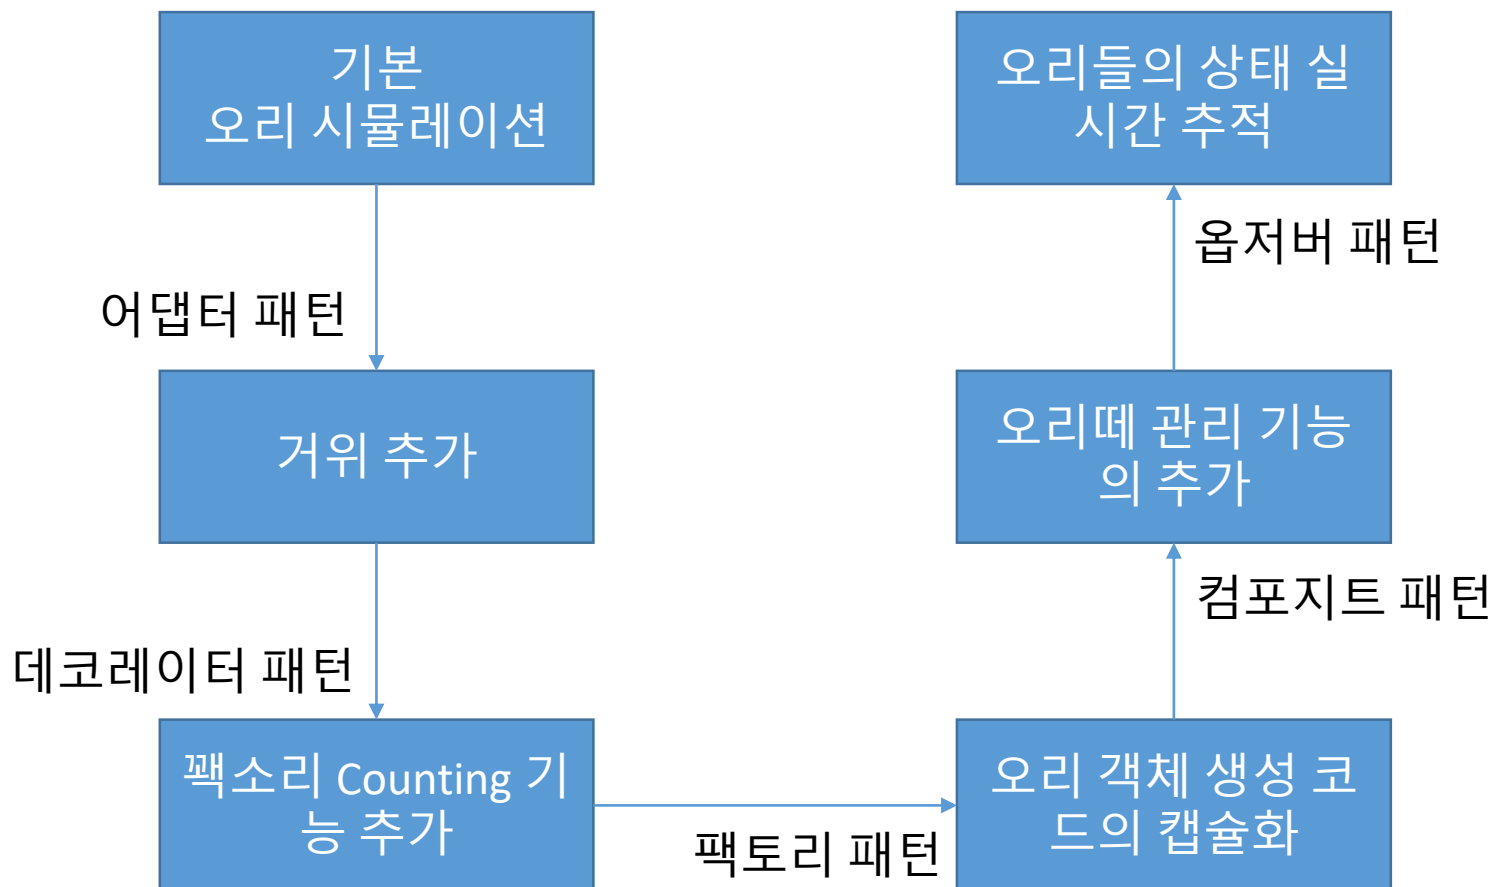 기본
오리 시뮬레이션
어댑터 패턴
거위 추가
데코레이터 패턴
꽥소리 Counting 기
능 추가
팩토리 패턴
오리 객체 생성 코
드의 캡슐화
컴포지트 패턴
오리떼 관리 기능
의 추가
옵저버 패턴
오리들의 상태 실
시간 추적